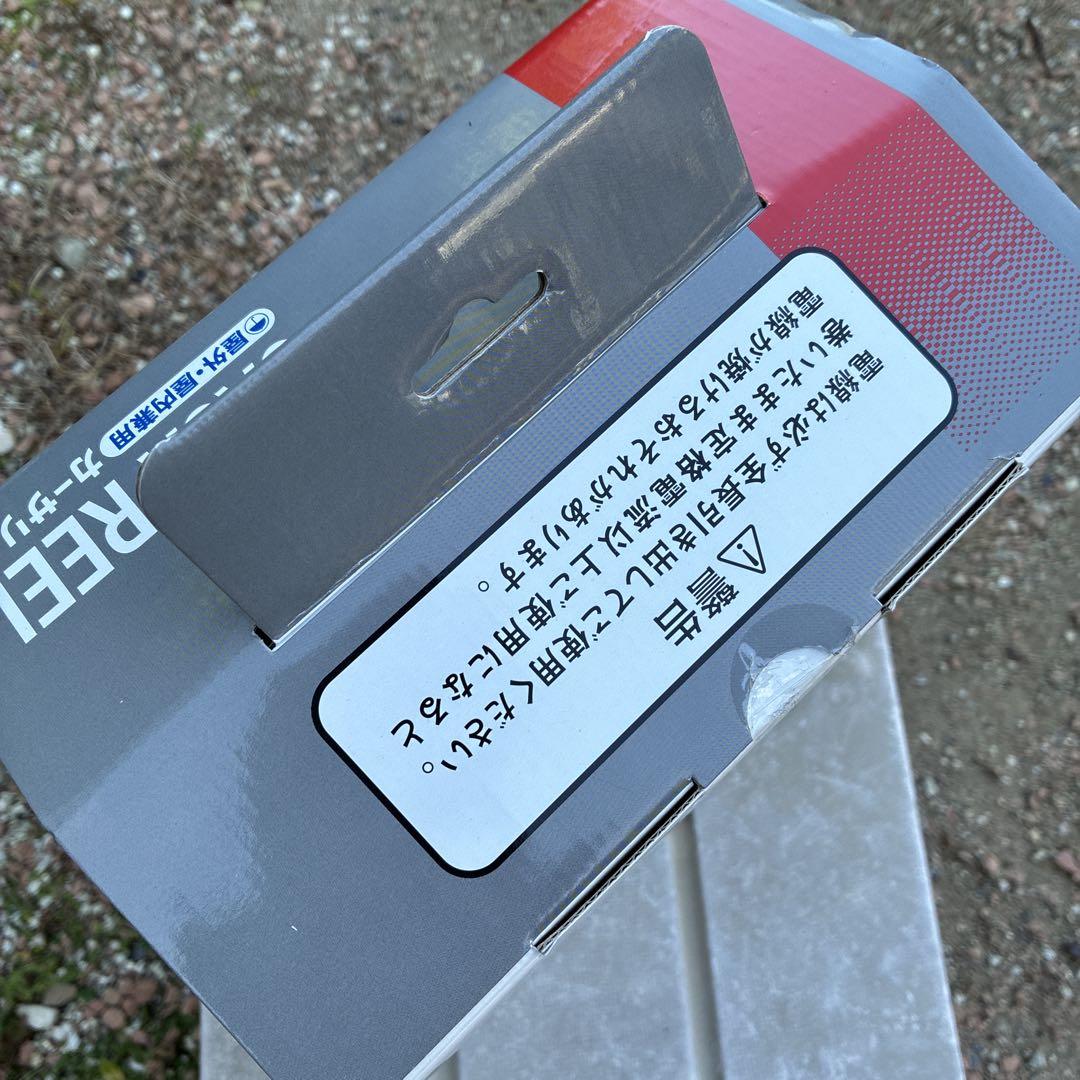 ⚠警告
電線は必ず全長引き出してご使用ください。
巻いたまま定格電流以上ご使用になると
電線が焼けるおそれがあります。
屋外・屋内兼用
カーサリ
REEL